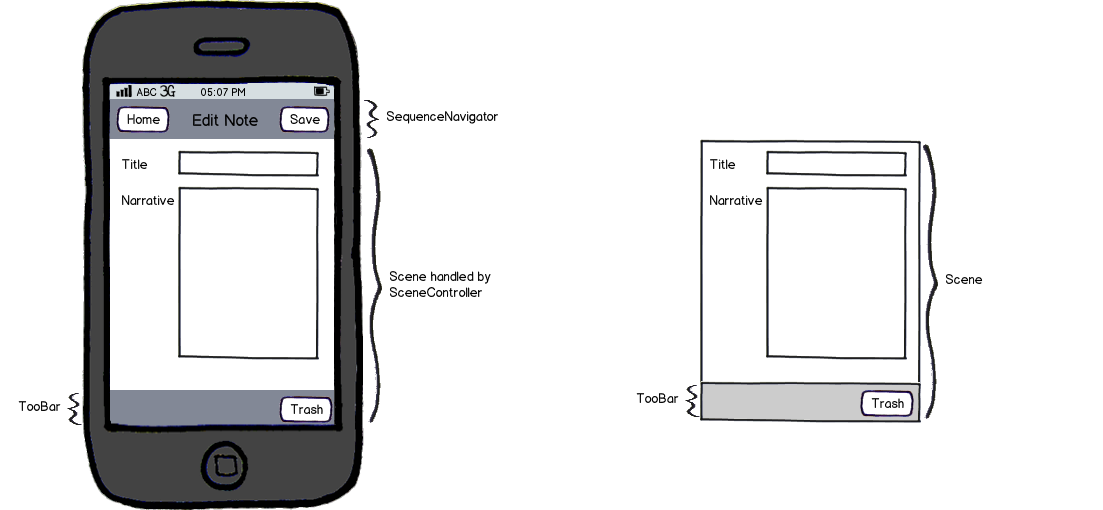 ABC 3G 05:07 PM
Home Edit Note Save
SequenceNavigator
Title
Narrative
Scene handled by
SceneController
TooBar
Trash
Title
Narrative
Scene
TooBar
Trash